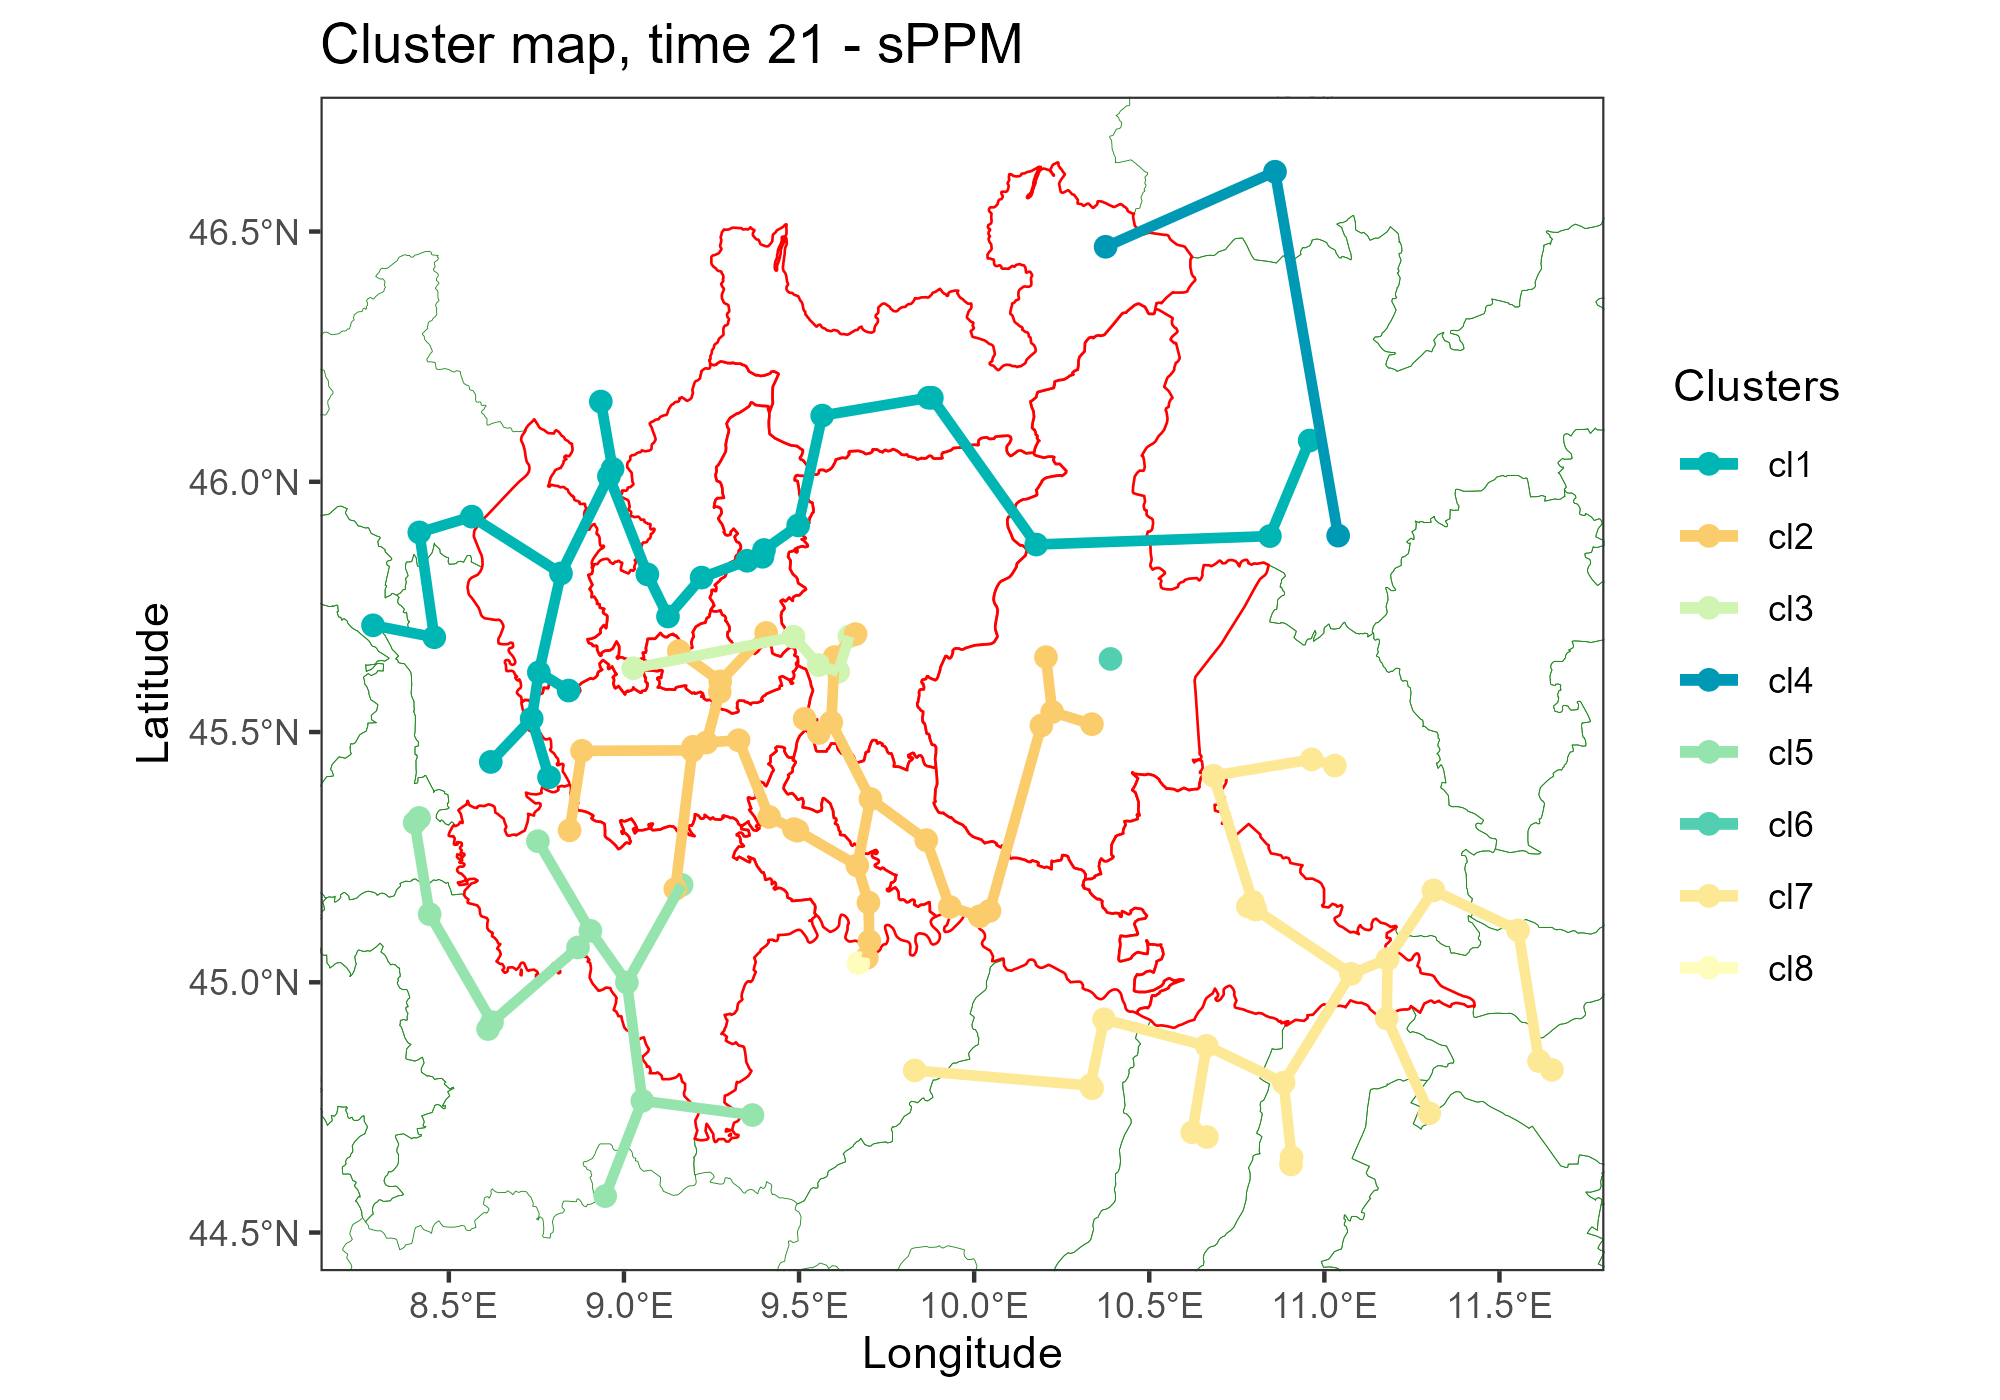 Cluster map, time 21 - sPPM
46.5°N
46.0°N
45.5°N
45.0°N
44.5°N
Latitude
8.5°E
9.0°E
9.5°E
10.0°E
10.5°E
11.0°E
11.5°E
Longitude
Clusters
cl1
cl2
cl3
cl4
cl5
cl6
cl7
cl8